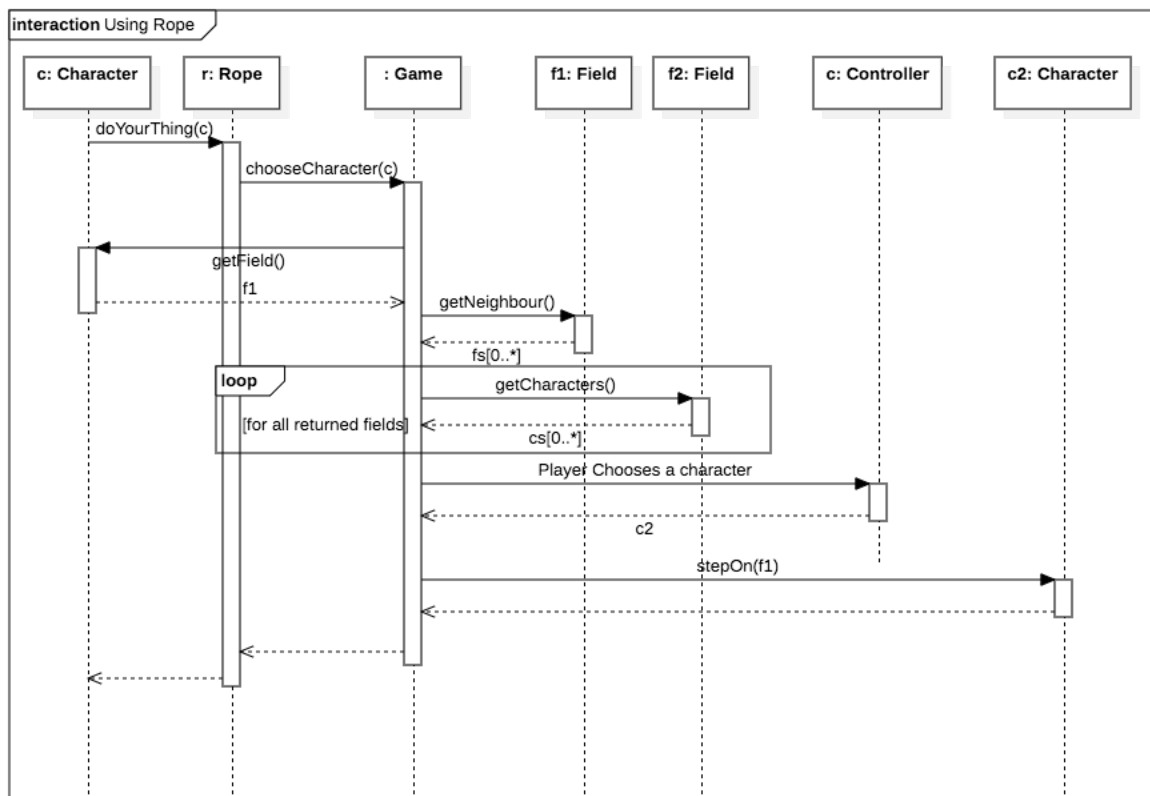 interaction Using Rope
c: Character
r: Rope
: Game
f1: Field
f2: Field
c: Controller
c2: Character
doYourThing(c)
chooseCharacter(c)
getField()
f1
getNeighbour()
fs[0..*]
loop
getCharacters()
[for all returned fields]
cs[0..*]
Player Chooses a character
c2
stepOn(f1)